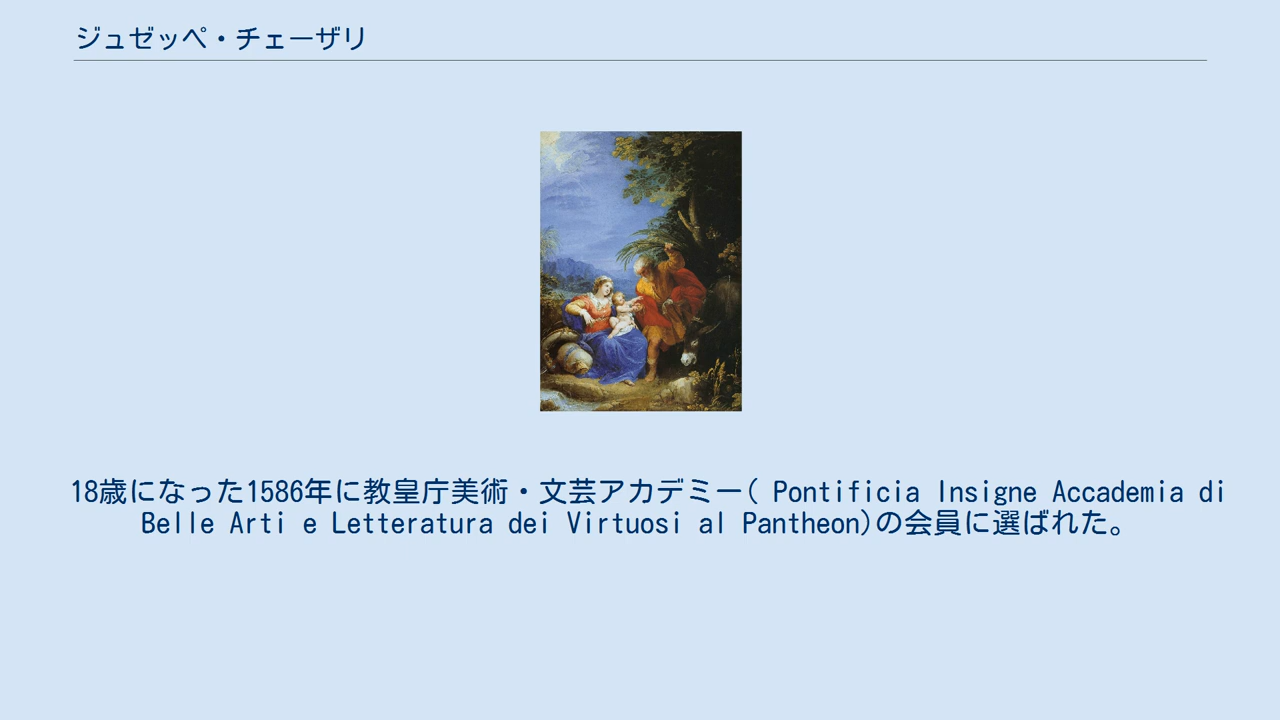 ジュゼッペ・チェーザリ
18歳になった1586年に教皇庁美術・文芸アカデミー( Pontificia Insigne Accademia di
Belle Arti e Letteratura dei Virtuosi al Pantheon)の会員に選ばれた。